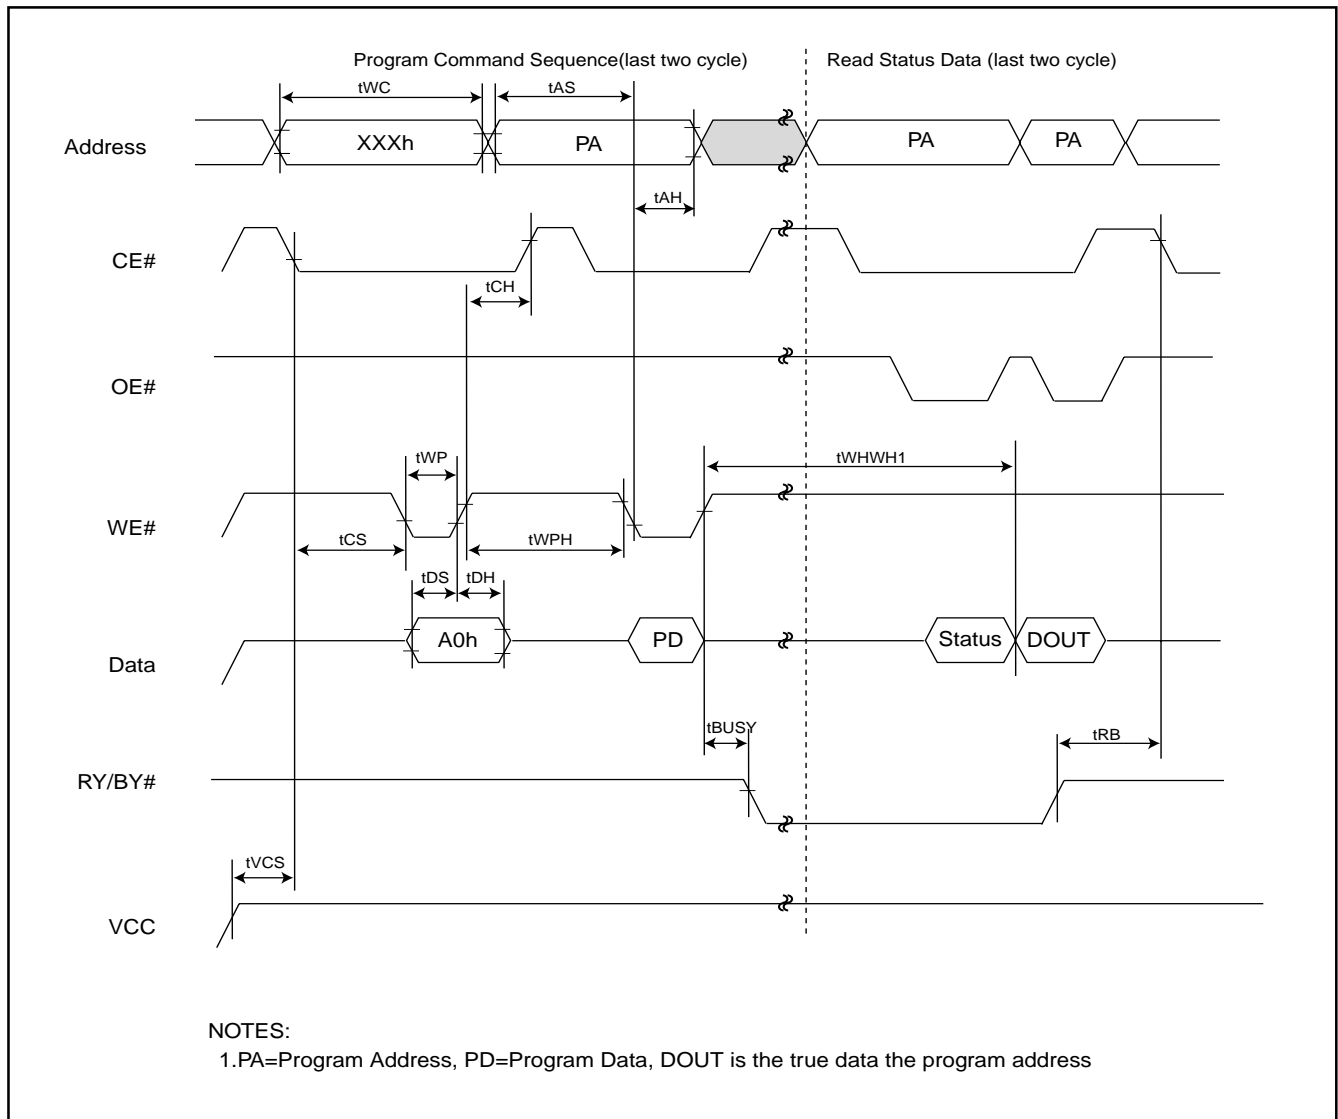 Program Command Sequence(last two cycle)
Read Status Data (last two cycle)
tWC
tAS
Address
XXXh
PA
PA
PA
tAH
CE#
tCH
OE#
tWP
tWHWH1
WE#
tCS
tWPH
tDS
tDH
Data
A0h
PD
Status
DOUT
tBUSY
tRB
RY/BY#
tVCS
VCC
NOTES:
1.PA=Program Address, PD=Program Data, DOUT is the true data the program address